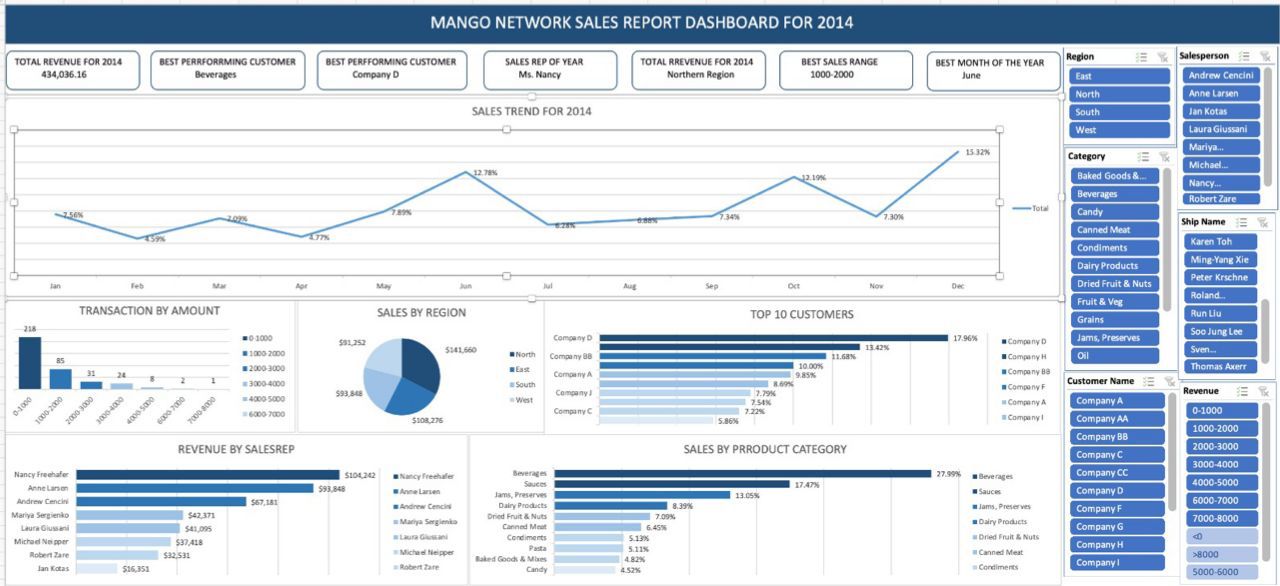 MANGO NETWORK SALES REPORT DASHBOARD FOR 2014
TOTAL REVENUE FOR 2014
434,036.16
BEST PERRFORMING CUSTOMER
Beverages
BEST PERFFORMING CUSTOMER
Company D
SALES REP OF YEAR
Ms. Nancy
TOTAL RREVENUE FOR 2014
Northern Region
BEST SALES RANGE
1000-2000
BEST MONTH OF THE YEAR
June
SALES TREND FOR 2014
7.56%
4.59%
7.09%
4.77%
7.89%
12.78%
6.28%
6.88%
7.34%
12.19%
7.30%
15.32%
Total
Jan
Feb
Mar
Apr
May
Jun
Jul
Aug
Sep
Oct
Nov
Dec
TRANSACTION BY AMOUNT
218
85
31
24
8
2
1
0-1000
1000-2000
2000-3000
3000-4000
4000-5000
6000-7000
7000-8000
0-1000
1000-2000
2000-3000
3000-4000
4000-5000
6000-7000
SALES BY REGION
$91,252
$141,660
$93,848
$108,276
North
East
South
West
TOP 10 CUSTOMERS
Company D
Company BB
Company A
Company J
Company C
17.96%
13.42%
11.68%
10.00%
9.85%
8.69%
7.79%
7.54%
7.22%
5.86%
Company D
Company H
Company BB
Company F
Company A
Company I
REVENUE BY SALESREP
Nancy Freehafer $104,242
Anne Larsen $93,848
Andrew Cencini $67,181
Mariya Sergienko $42,371
Laura Giussani $41,095
Michael Neipper $37,418
Robert Zare $32,531
Jan Kotas $16,351
Nancy Freehafer
Anne Larsen
Andrew Cencini
Mariya Sergienko
Laura Giussani
Michael Neipper
Robert Zare
SALES BY PRRODUCT CATEGORY
Beverages 27.99%
Sauces 17.47%
Jams, Preserves 13.05%
Dairy Products 8.39%
Dried Fruit & Nuts 7.09%
Canned Meat 6.45%
Condiments 5.13%
Pasta 5.11%
Baked Goods & Mixes 4.82%
Candy 4.52%
Beverages
Sauces
Jams, Preserves
Dairy Products
Dried Fruit & Nuts
Canned Meat
Condiments
Region
East
North
South
West
Category
Baked Goods &...
Beverages
Candy
Canned Meat
Condiments
Dairy Products
Dried Fruit & Nuts
Fruit & Veg
Grains
Jams, Preserves
Oil
Customer Name
Company A
Company AA
Company BB
Company C
Company CC
Company D
Company F
Company G
Company H
Company I
Salesperson
Andrew Cencini
Anne Larsen
Jan Kotas
Laura Giussani
Mariya...
Michael...
Nancy...
Robert Zare
Ship Name
Karen Toh
Ming-Yang Xie
Peter Krschne
Roland...
Run Liu
Soo Jung Lee
Sven...
Thomas Axerr
Revenue
0-1000
1000-2000
2000-3000
3000-4000
4000-5000
6000-7000
7000-8000
<0
>8000
5000-6000